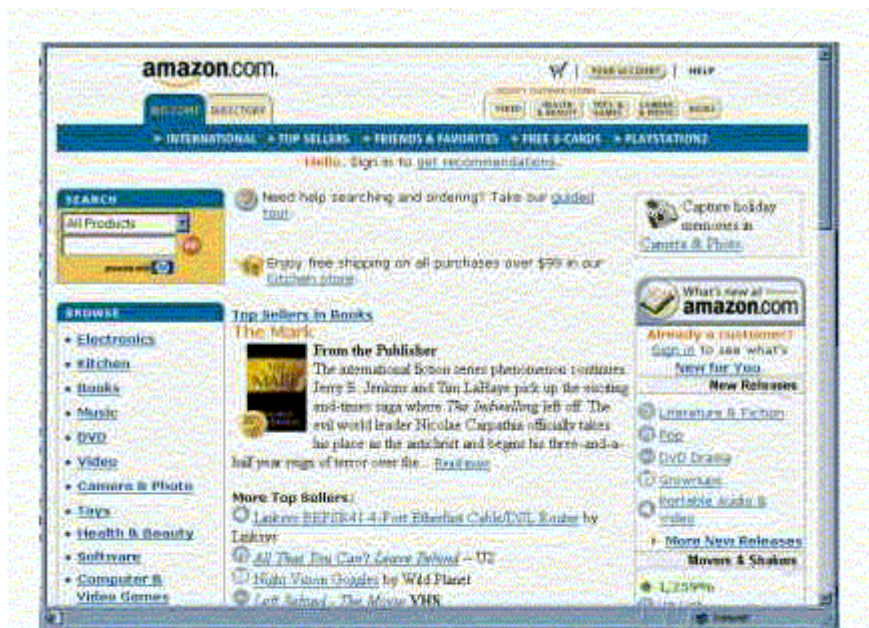 amazon.com.
YOUR ACCOUNT | HELP
WELCOME DIRECTORY
HEALTH & BEAUTY TOYS & GAMES MORE
INTERNATIONAL TOP SELLERS FRIENDS & FAVORITES FREE E-CARDS PLAYSTATION2
Hello. Sign in to get recommendations.
SEARCH
All Products
BROWSE
Electronics
Kitchen
Books
Music
DVD
Video
Camera & Photo
Toys
Health & Beauty
Software
Computer &
Video Games
Need help searching and ordering? Take our guided
tour.
Enjoy free shipping on all purchases over $99 in our
Kitchen store.
Top Sellers in Books
The Mark
From the Publisher
The international fiction series phenomenon continues.
Jerry B. Jenkins and Tim LaHaye pick up the exciting
end-times saga where The Indwelling left off. The
evil world leader Nicolae Carpathia officially takes
his place as the antichrist and begins his three-and-a-
half year reign of terror over the... Read more
More Top Sellers:
Linksys BEFSR41 4-Port Ethernet Cable/DSL Router by
Linksys
All That You Can't Leave Behind -- U2
Night Vision Goggles by Wild Planet
Left Behind - The Movie VHS
Capture holiday
memories in
Camera & Photo.
What's new at
amazon.com
Already a customer?
Sign in to see what's
New for You
New Releases
Literature & Fiction
Pop
DVD Drama
Grownups
Portable Audio &
Video
More New Releases
Movers & Shakers
1,259%